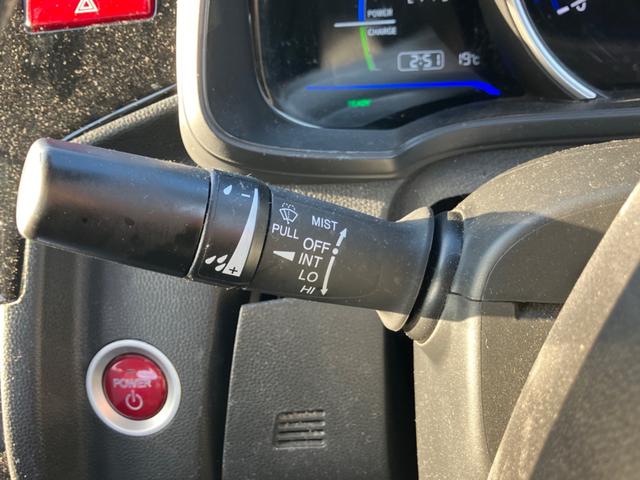 POWER
CHARGE
2:51 19℃
READY
MIST
PULL
OFF
INT
LO
HI
POWER